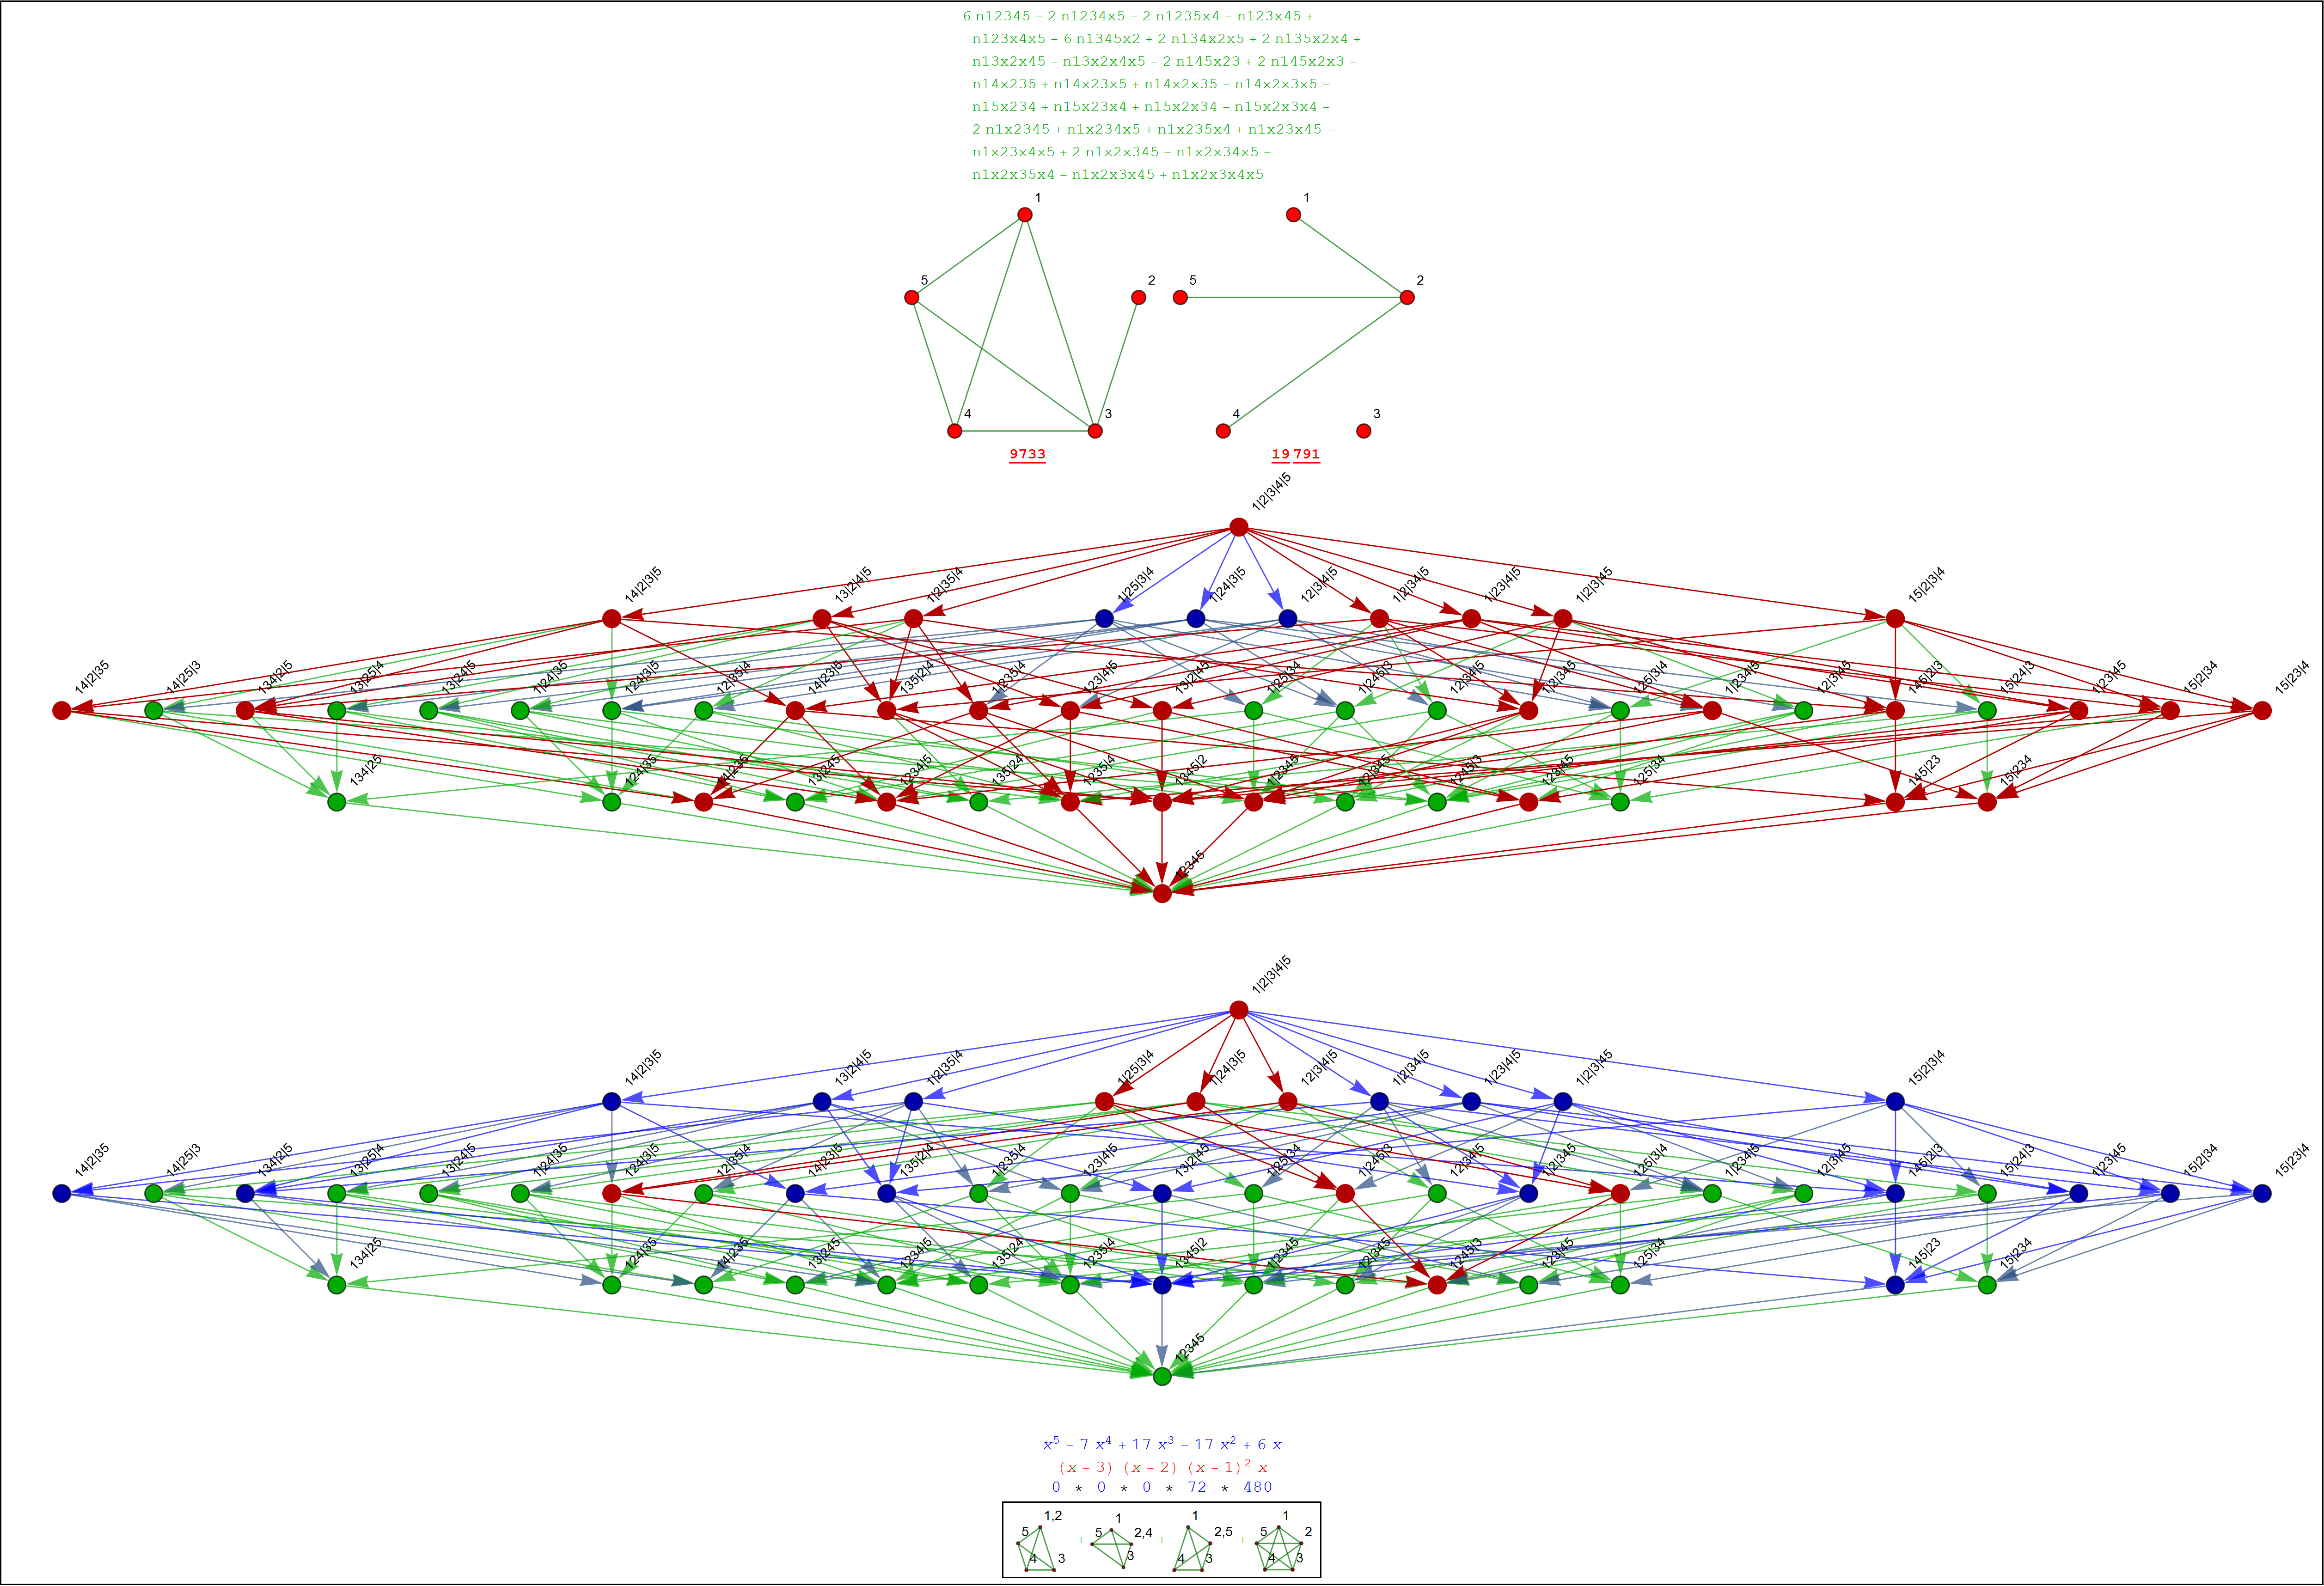 6 n12345 − 2 n1234x5 − 2 n1235x4 − n123x45 +
n123x4x5 − 6 n1345x2 + 2 n134x2x5 + 2 n135x2x4 +
n13x2x45 − n13x2x4x5 − 2 n145x23 + 2 n145x2x3 −
n14x235 + n14x23x5 + n14x2x35 − n14x2x3x5 −
n15x234 + n15x23x4 + n15x2x34 − n15x2x3x4 −
2 n1x2345 + n1x234x5 + n1x235x4 + n1x23x45 −
n1x23x4x5 + 2 n1x2x345 − n1x2x34x5 −
n1x2x35x4 − n1x2x3x45 + n1x2x3x4x5
1 1
5 2 5 2
4 3 4 3
9733 19 791
1|2|3|4|5
14|2|3|5 13|2|4|5 1|2|35|4 1|25|3|4 1|24|3|5 12|3|4|5 1|2|34|5 1|23|4|5 1|2|3|45 15|2|3|4
14|2|35 14|25|3 134|2|5 13|25|4 13|24|5 1|24|35 124|3|5 12|35|4 14|23|5 135|2|4 1|235|4 123|4|5 13|2|45 1|25|34 1|245|3 12|34|5 1|2|345 125|3|4 1|234|5 12|3|45 145|2|3 15|24|3 1|23|45 15|2|34 15|23|4
134|25 124|35 14|235 13|245 1234|5 135|24 1235|4 1345|2 1|2345 12|345 1245|3 123|45 125|34 145|23 15|234
12345
1|2|3|4|5
14|2|3|5 13|2|4|5 1|2|35|4 1|25|3|4 1|24|3|5 12|3|4|5 1|2|34|5 1|23|4|5 1|2|3|45 15|2|3|4
14|2|35 14|25|3 134|2|5 13|25|4 13|24|5 1|24|35 124|3|5 12|35|4 14|23|5 135|2|4 1|235|4 123|4|5 13|2|45 1|25|34 1|245|3 12|34|5 1|2|345 125|3|4 1|234|5 12|3|45 145|2|3 15|24|3 1|23|45 15|2|34 15|23|4
134|25 124|35 14|235 13|245 1234|5 135|24 1235|4 1345|2 1|2345 12|345 1245|3 123|45 125|34 145|23 15|234
12345
x⁵ − 7 x⁴ + 17 x³ − 17 x² + 6 x
(x − 3) (x − 2) (x − 1)² x
0 * 0 * 0 * 72 * 480
1,2 1 1 1
5 + 5 2,4 + 2,5 + 5 2
4 3 3 4 3 4 3